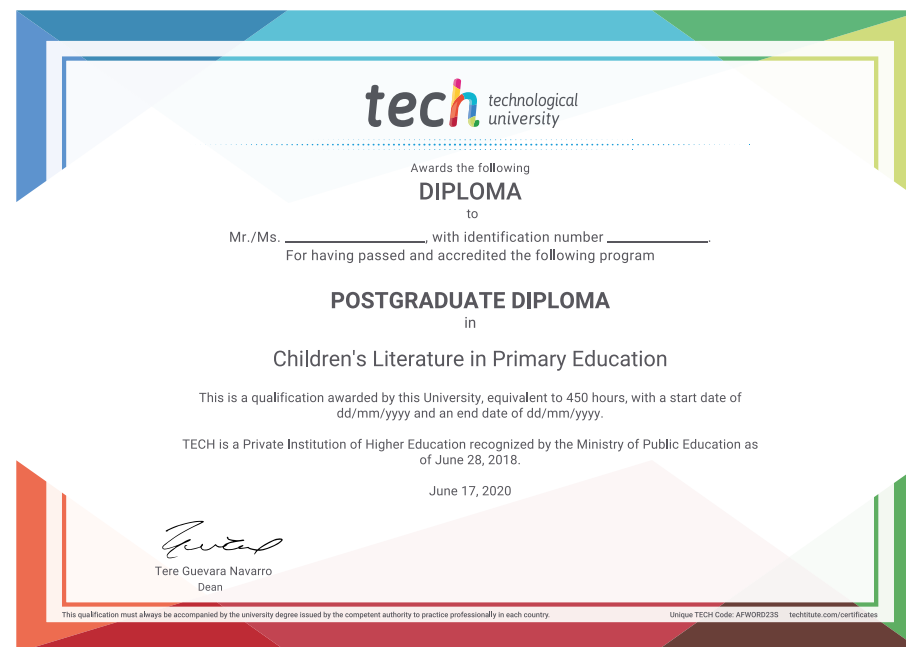 tech technological
university
Awards the following
DIPLOMA
to
Mr./Ms. ____________, with identification number ____________.
For having passed and accredited the following program
POSTGRADUATE DIPLOMA
in
Children's Literature in Primary Education
This is a qualification awarded by this University, equivalent to 450 hours, with a start date of
dd/mm/yyyy and an end date of dd/mm/yyyy.
TECH is a Private Institution of Higher Education recognized by the Ministry of Public Education as
of June 28, 2018.
June 17, 2020
Tere Guevara Navarro
Dean
This qualification must always be accompanied by the university degree issued by the competent authority to practice professionally in each country. Unique TECH Code: AFWORD23S techtitute.com/certificates